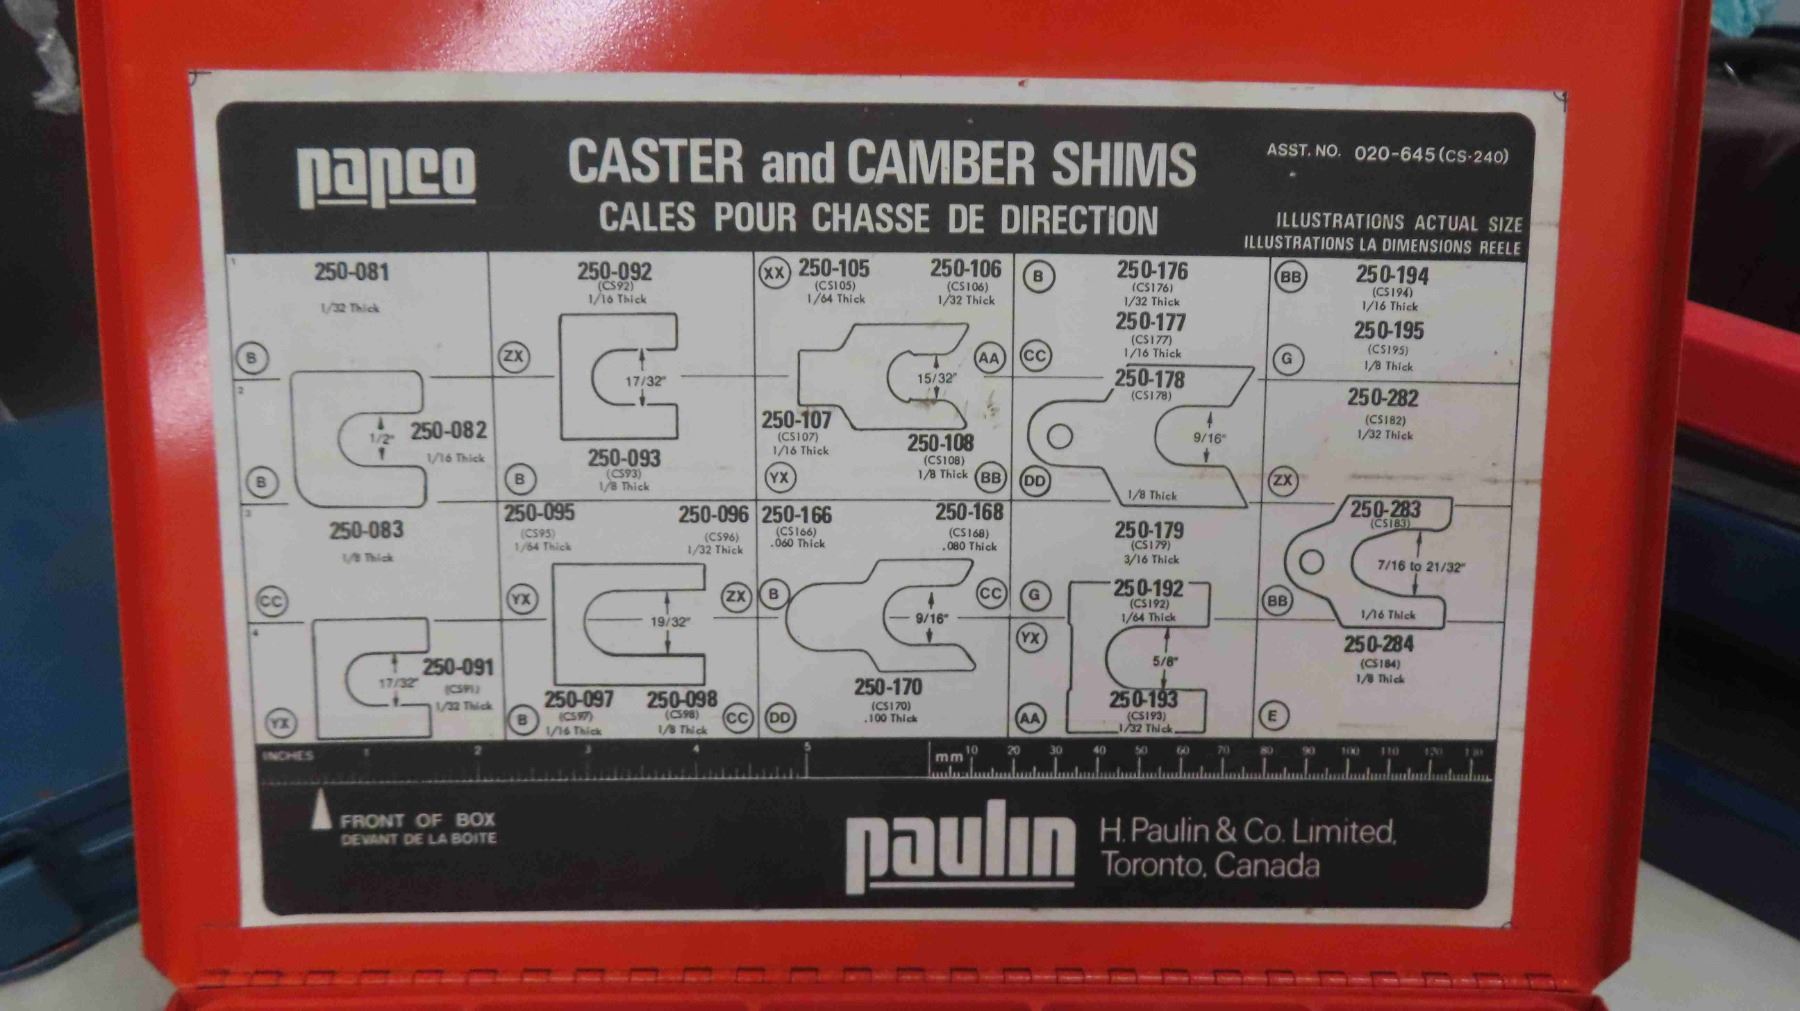 papco
CASTER and CAMBER SHIMS
CALES POUR CHASSE DE DIRECTION
ASST. NO. 020-645 (CS-240)
ILLUSTRATIONS ACTUAL SIZE
ILLUSTRATIONS LA DIMENSIONS REELE
1
250-081
1/32 Thick
B
2
1/2"
250-082
1/16 Thick
B
3
250-083
1/8 Thick
CC
4
17/32"
250-091
(CS91)
1/32 Thick
YX
250-092
(CS92)
1/16 Thick
ZX
17/32"
250-093
(CS93)
1/8 Thick
B
250-095
(CS95)
1/64 Thick
250-096
(CS96)
1/32 Thick
YX
ZX
19/32"
250-097
(CS97)
1/16 Thick
B
250-098
(CS98)
1/8 Thick
CC
XX
250-105
(CS105)
1/64 Thick
250-106
(CS106)
1/32 Thick
AA
15/32"
250-107
(CS107)
1/16 Thick
YX
250-108
(CS108)
1/8 Thick
BB
250-166
(CS166)
.060 Thick
250-168
(CS168)
.080 Thick
B
CC
9/16"
250-170
(CS170)
.100 Thick
DD
B
250-176
(CS176)
1/32 Thick
250-177
(CS177)
1/16 Thick
CC
250-178
(CS178)
9/16"
1/8 Thick
DD
250-179
(CS179)
3/16 Thick
G
250-192
(CS192)
1/64 Thick
YX
5/8"
250-193
(CS193)
1/32 Thick
AA
BB
250-194
(CS194)
1/16 Thick
250-195
(CS195)
1/8 Thick
G
250-282
(CS182)
1/32 Thick
ZX
250-283
(CS183)
7/16 to 21/32"
1/16 Thick
BB
250-284
(CS184)
1/8 Thick
E
INCHES 1 2 3 4 5
mm 10 20 30 40 50 60 70 80 90 100 110 120 130
FRONT OF BOX
DEVANT DE LA BOITE
paulin
H. Paulin & Co. Limited,
Toronto, Canada